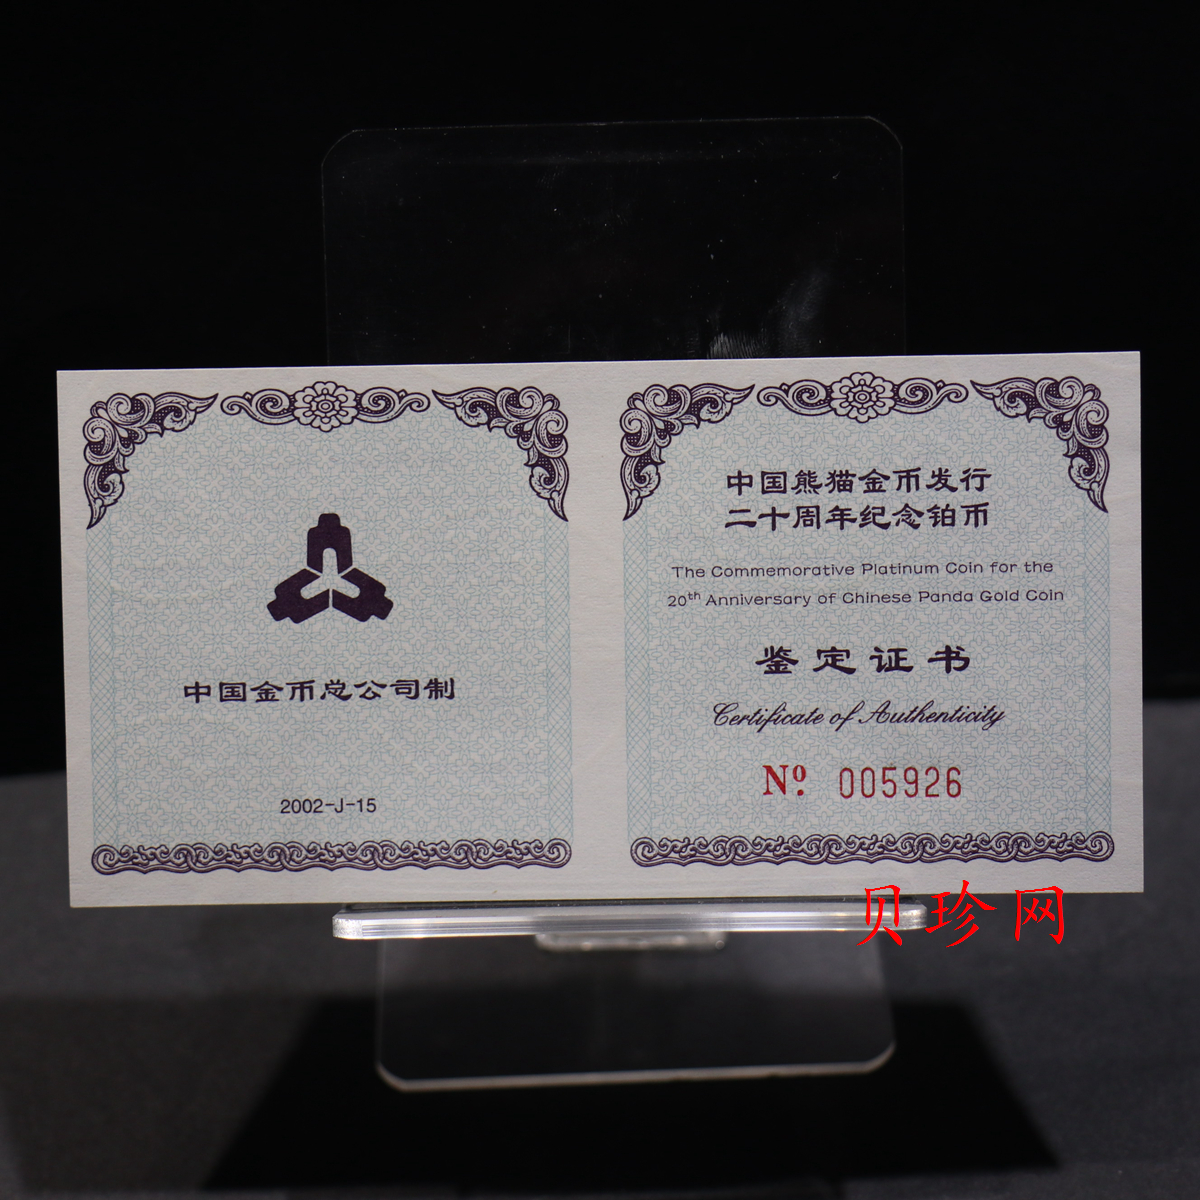 中国金币总公司制
2002-J-15
中国熊猫金币发行
二十周年纪念铂币
The Commemorative Platinum Coin for the
20th Anniversary of Chinese Panda Gold Coin
鉴定证书
Certificate of Authenticity
Nº 005926
贝珍网